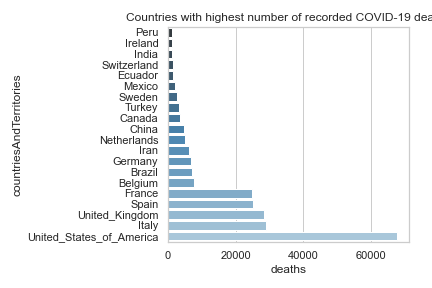 Countries with highest number of recorded COVID-19 dea
countriesAndTerritories
Peru
Ireland
India
Switzerland
Ecuador
Mexico
Sweden
Turkey
Canada
China
Netherlands
Iran
Germany
Brazil
Belgium
France
Spain
United_Kingdom
Italy
United_States_of_America
0 20000 40000 60000
deaths